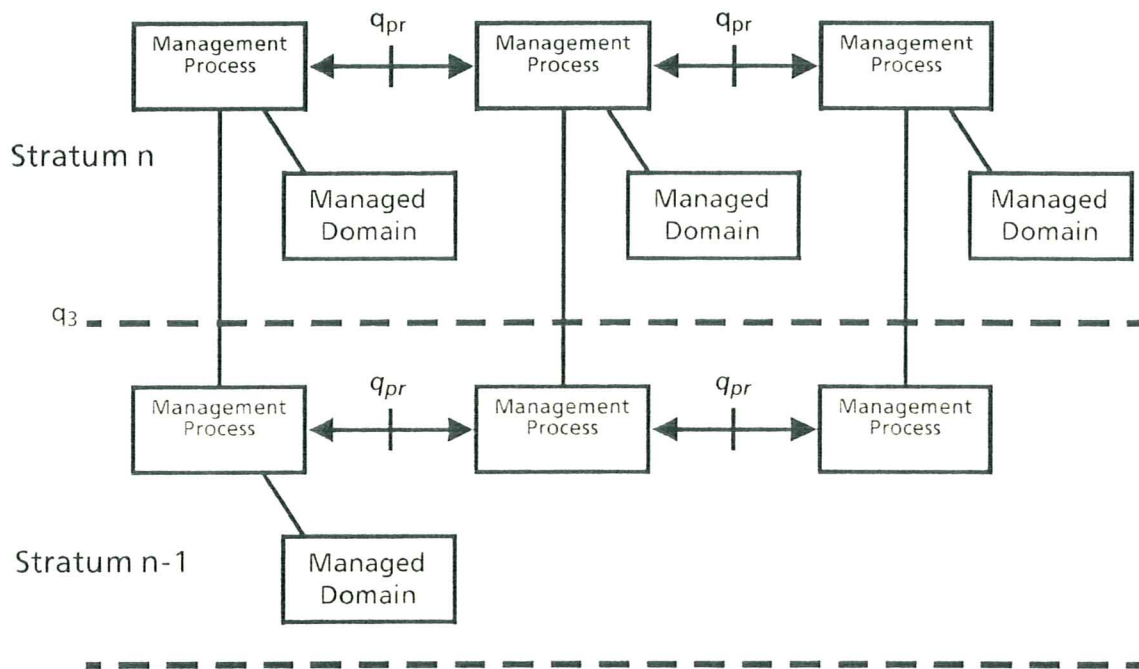 q_pr q_pr
Management Process
Management Process
Management Process
Stratum n
Managed Domain
Managed Domain
Managed Domain
q_3
q_pr q_pr
Management Process
Management Process
Management Process
Stratum n-1
Managed Domain